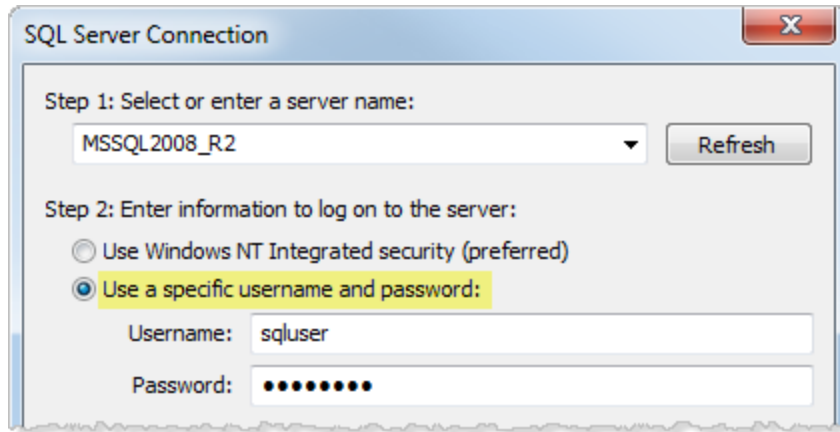 SQL Server Connection
Step 1: Select or enter a server name:
MSSQL2008_R2
Refresh
Step 2: Enter information to log on to the server:
Use Windows NT Integrated security (preferred)
Use a specific username and password:
Username: sqluser
Password: ●●●●●●●●